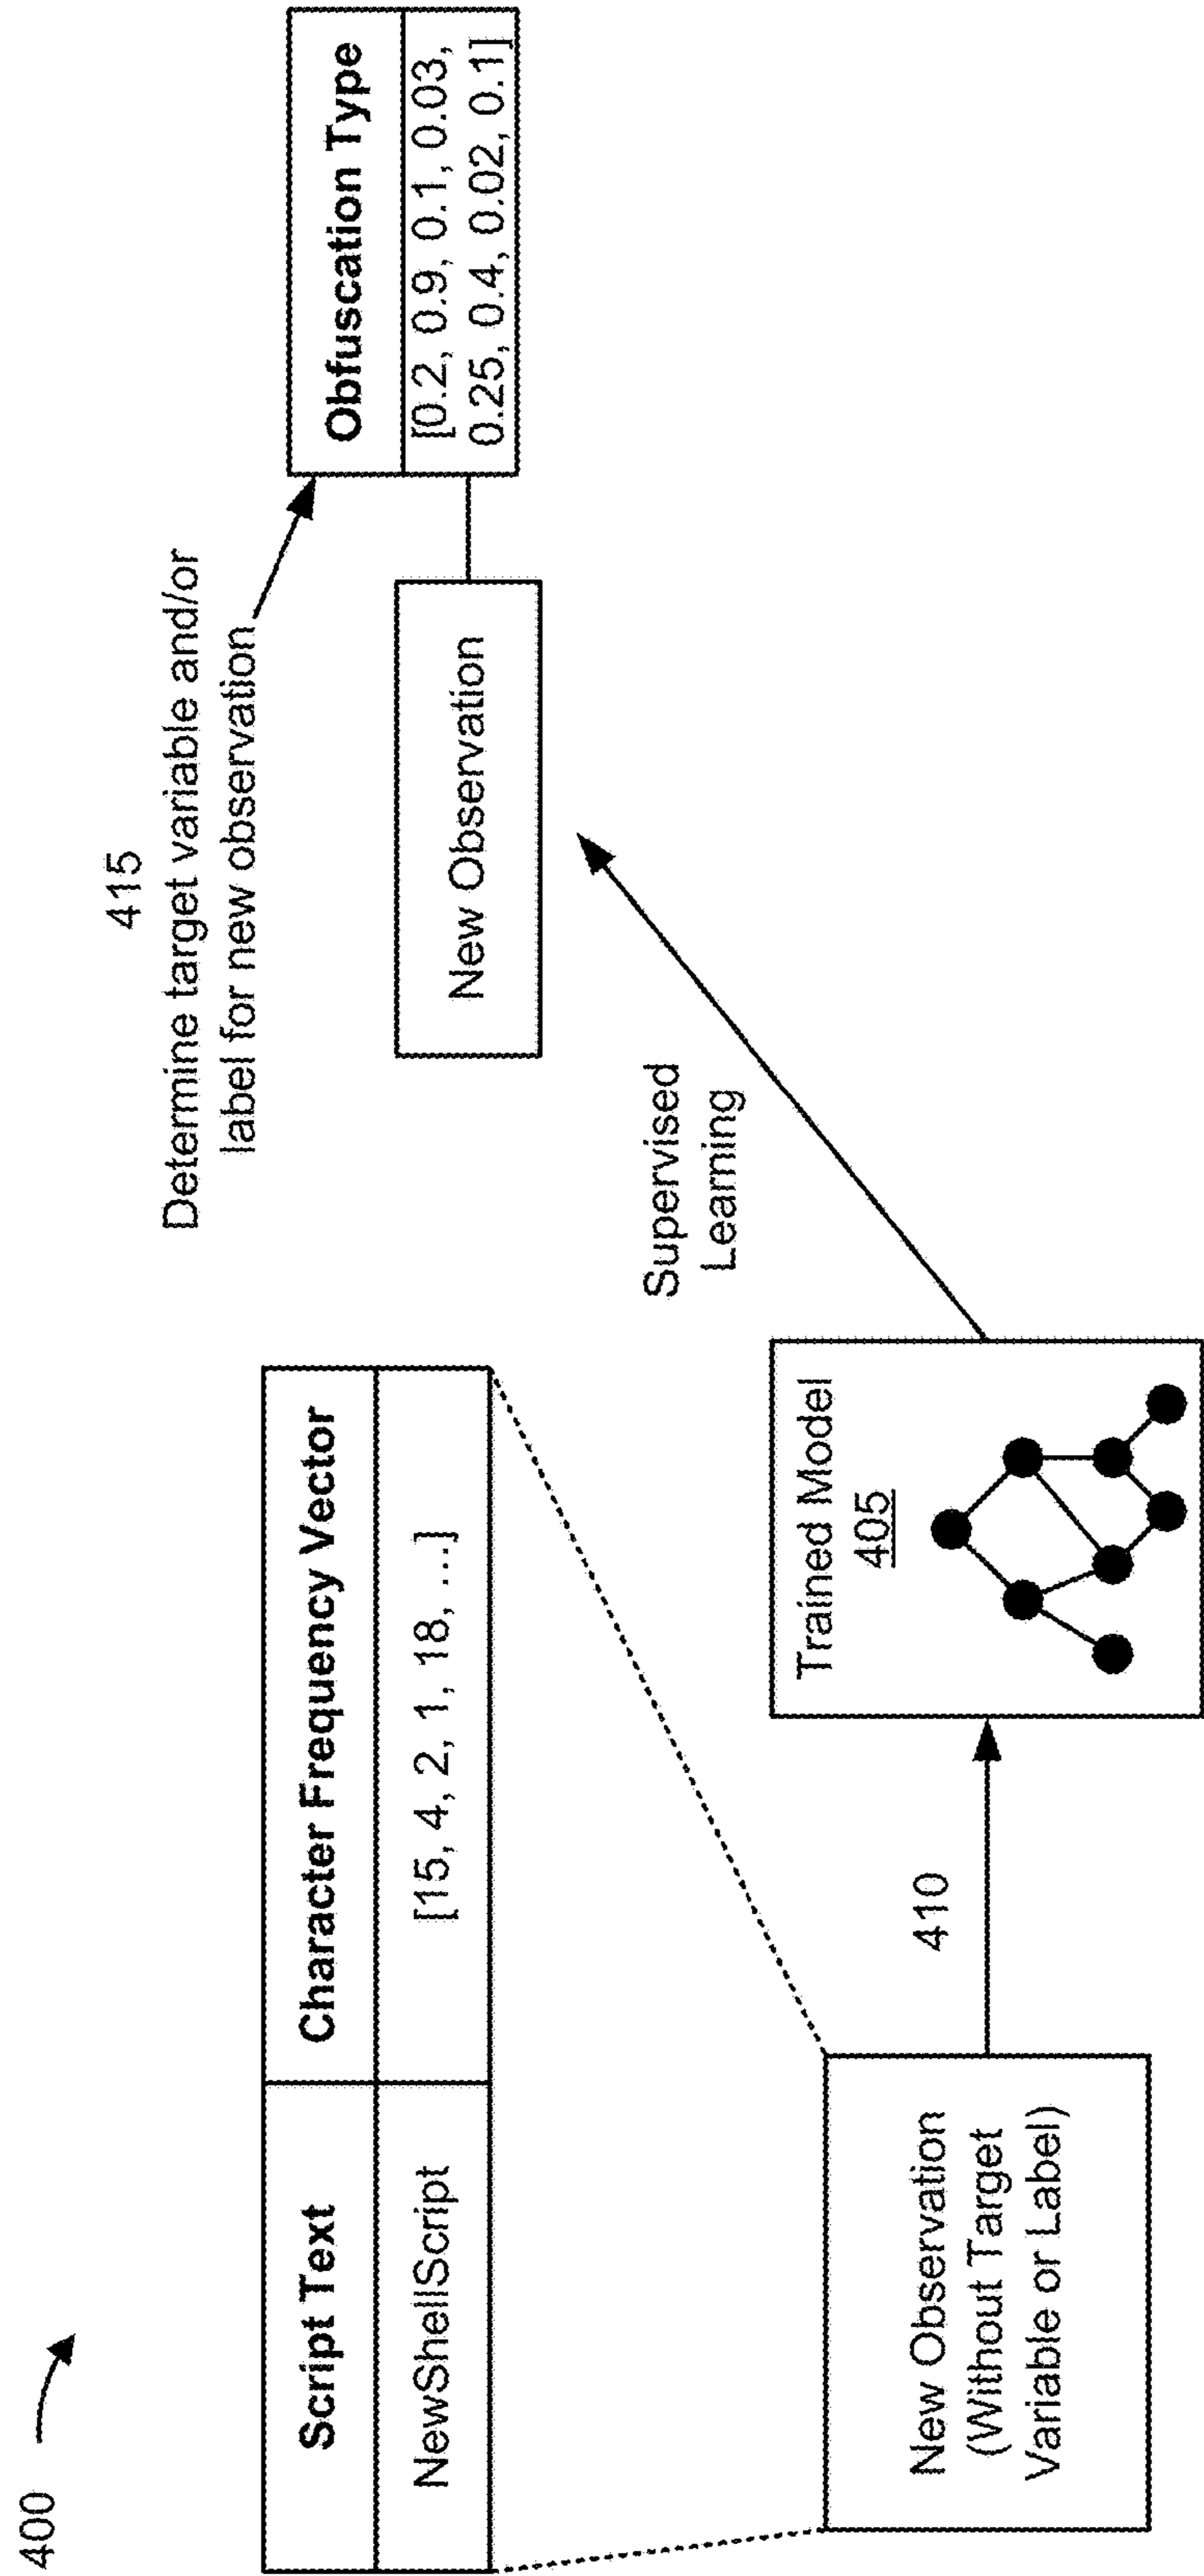 400
Script Text
Character Frequency Vector
NewShellScript
[15, 4, 2, 1, 18, ...]
New Observation
(Without Target
Variable or Label)
410
Trained Model
405
Supervised
Learning
415
Determine target variable and/or
label for new observation
New Observation
Obfuscation Type
[0.2, 0.9, 0.1, 0.03,
0.25, 0.4, 0.02, 0.1]